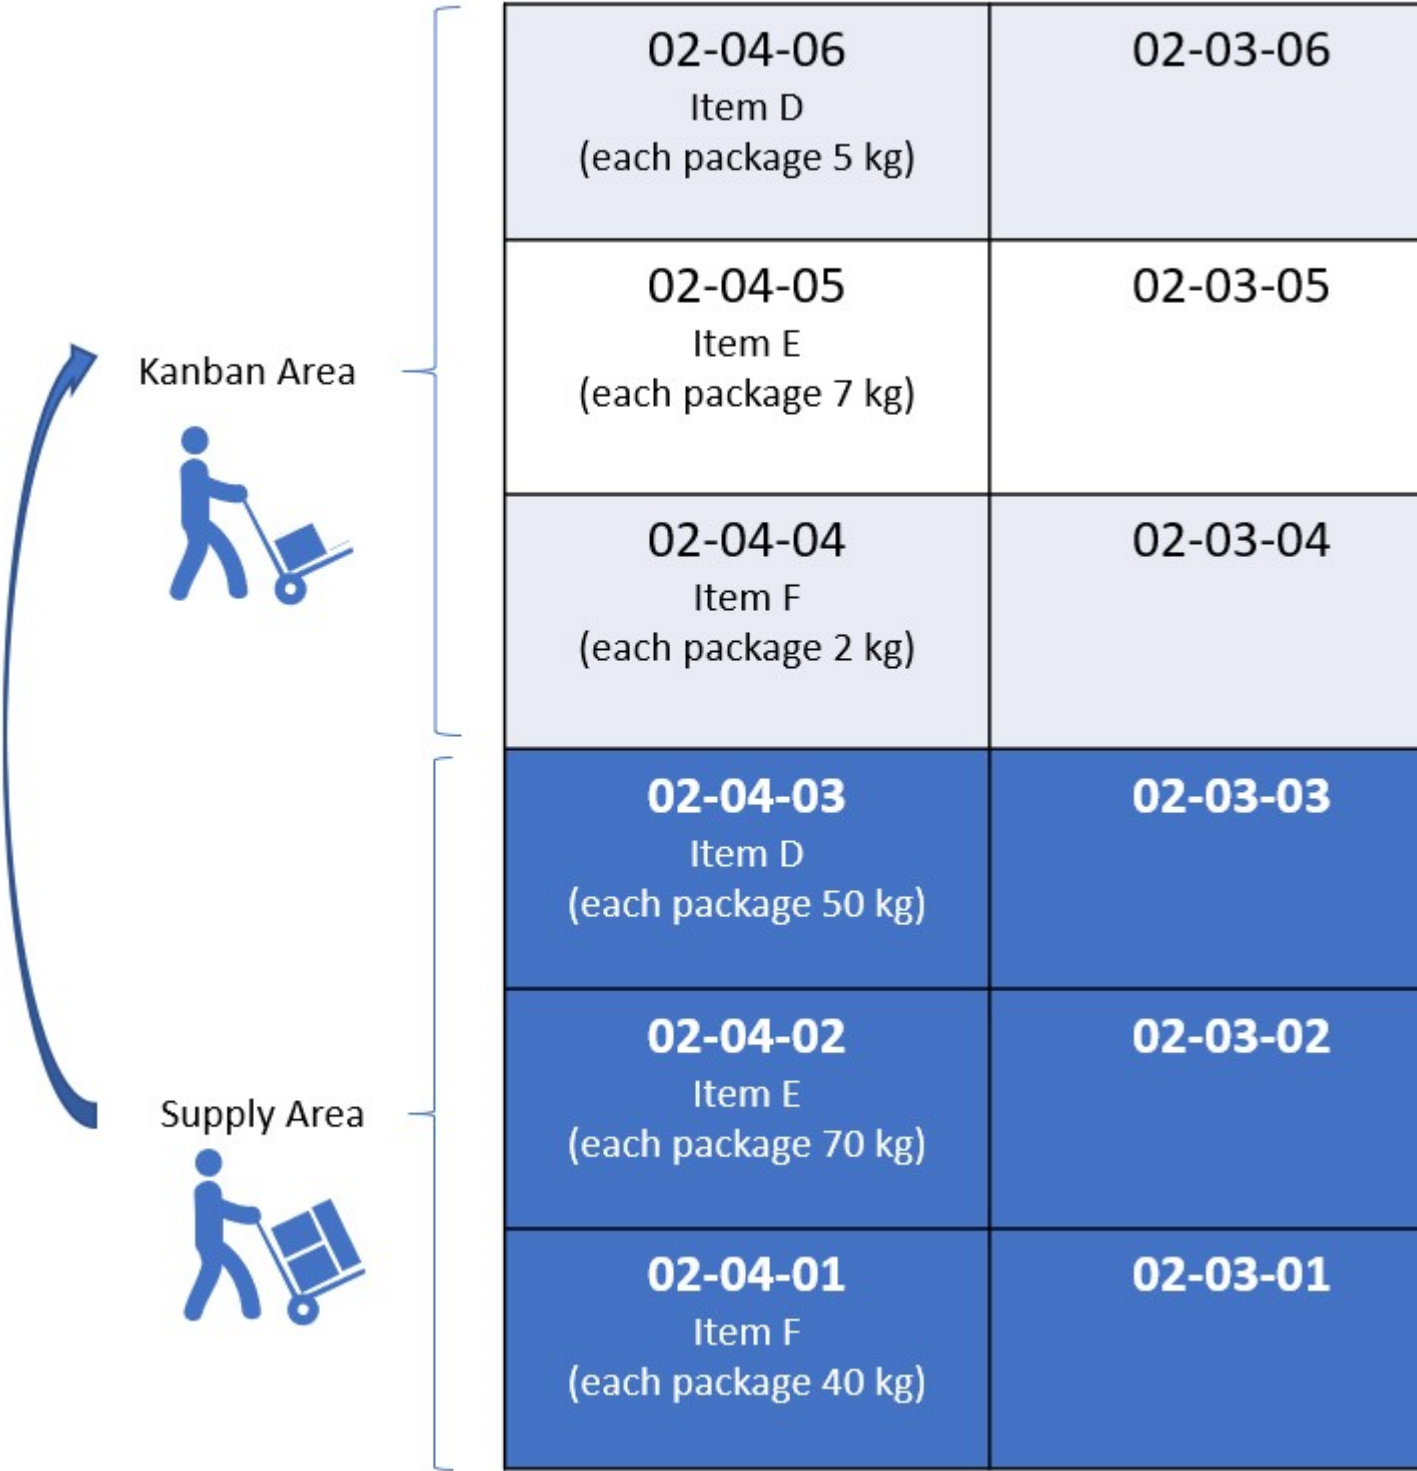 02-04-06
Item D
(each package 5 kg)
02-03-06
02-04-05
Item E
(each package 7 kg)
02-03-05
Kanban Area
02-04-04
Item F
(each package 2 kg)
02-03-04
02-04-03
Item D
(each package 50 kg)
02-03-03
02-04-02
Item E
(each package 70 kg)
02-03-02
Supply Area
02-04-01
Item F
(each package 40 kg)
02-03-01